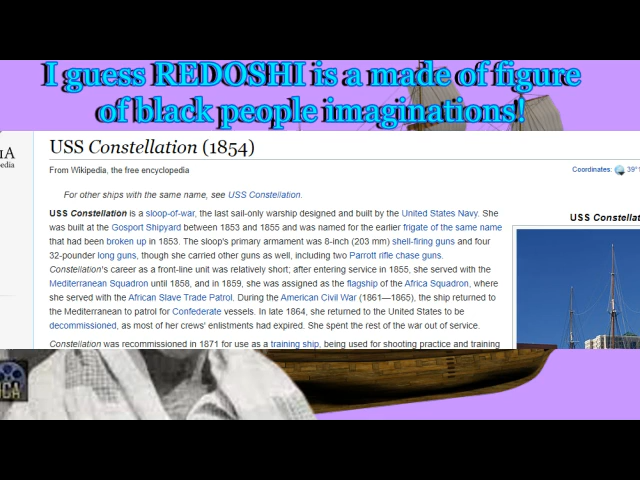 I guess REDOSHI is a made of figure
of black people imaginations!
USS Constellation (1854)
From Wikipedia, the free encyclopedia
Coordinates: 39°
For other ships with the same name, see USS Constellation.
USS Constellation is a sloop-of-war, the last sail-only warship designed and built by the United States Navy. She
was built at the Gosport Shipyard between 1853 and 1855 and was named for the earlier frigate of the same name
that had been broken up in 1853. The sloop's primary armament was 8-inch (203 mm) shell-firing guns and four
32-pounder long guns, though she carried other guns as well, including two Parrott rifle chase guns.
Constellation's career as a front-line unit was relatively short; after entering service in 1855, she served with the
Mediterranean Squadron until 1858, and in 1859, she was assigned as the flagship of the Africa Squadron, where
she served with the African Slave Trade Patrol. During the American Civil War (1861—1865), the ship returned to
the Mediterranean to patrol for Confederate vessels. In late 1864, she returned to the United States to be
decommissioned, as most of her crews' enlistments had expired. She spent the rest of the war out of service.
Constellation was recommissioned in 1871 for use as a training ship, being used for shooting practice and training
USS Constella